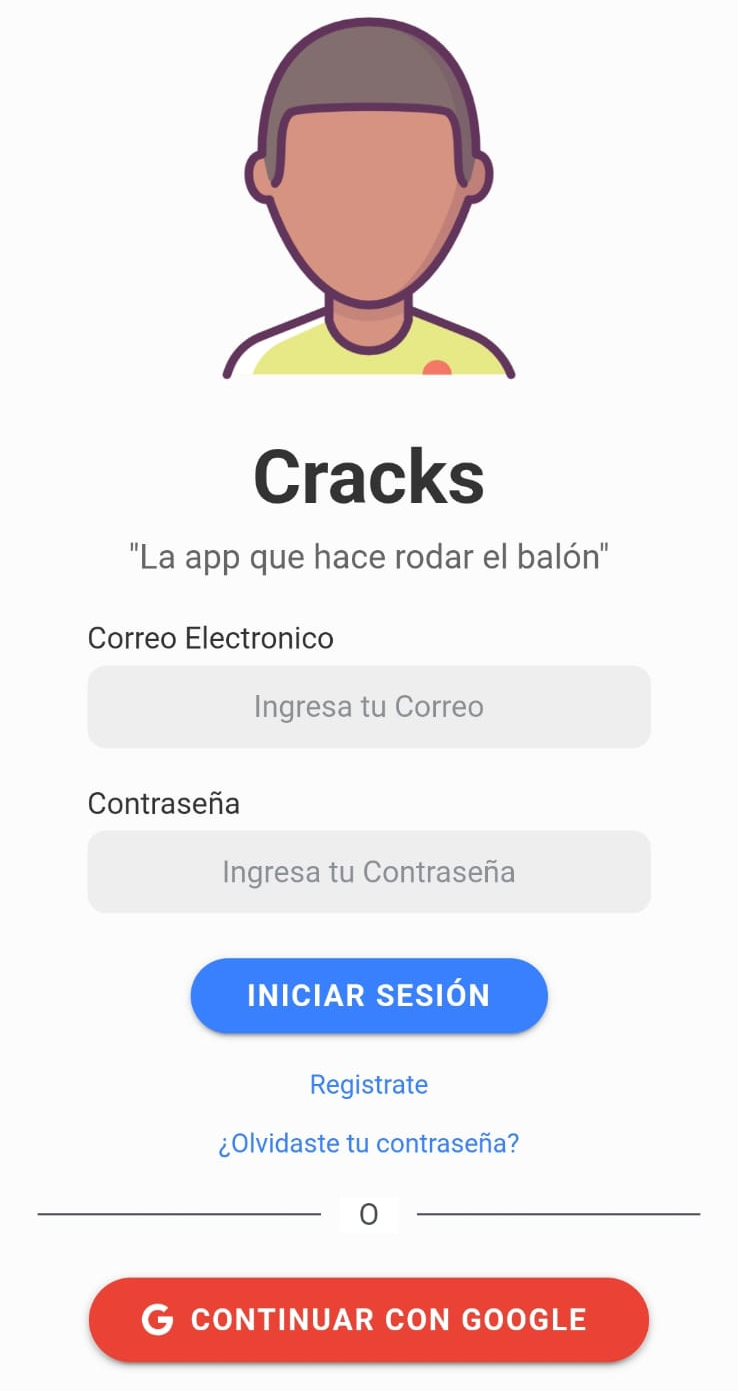 Cracks
"La app que hace rodar el balón"
Correo Electronico
Ingresa tu Correo
Contraseña
Ingresa tu Contraseña
INICIAR SESIÓN
Registrate
¿Olvidaste tu contraseña?
O
G CONTINUAR CON GOOGLE